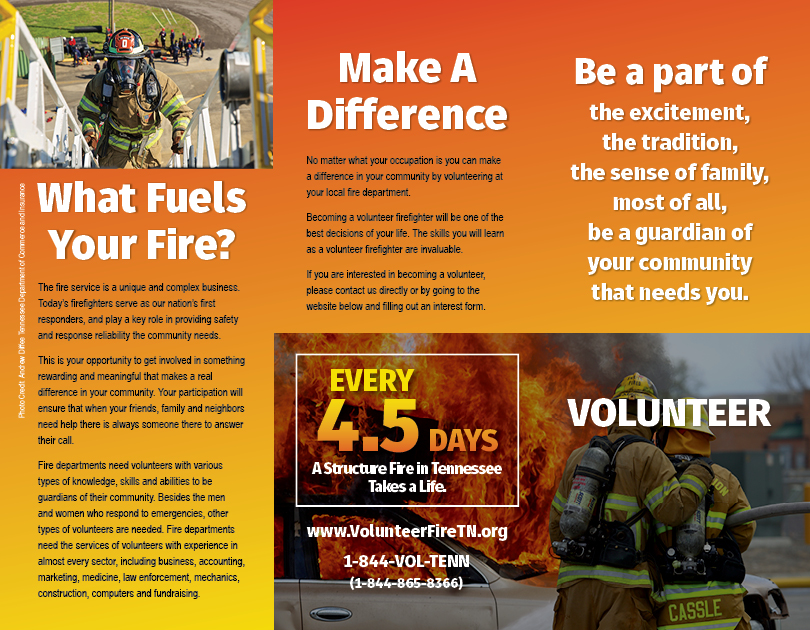 What Fuels
Your Fire?
Photo Credit: Andrew Diffee Tennessee Department of Commerce and Insurance
The fire service is a unique and complex business.
Today's firefighters serve as our nation's first
responders, and play a key role in providing safety
and response reliability the community needs.
This is your opportunity to get involved in something
rewarding and meaningful that makes a real
difference in your community. Your participation will
ensure that when your friends, family and neighbors
need help there is always someone there to answer
their call.
Fire departments need volunteers with various
types of knowledge, skills and abilities to be
guardians of their community. Besides the men
and women who respond to emergencies, other
types of volunteers are needed. Fire departments
need the services of volunteers with experience in
almost every sector, including business, accounting,
marketing, medicine, law enforcement, mechanics,
construction, computers and fundraising.
Make A
Difference
No matter what your occupation is you can make
a difference in your community by volunteering at
your local fire department.
Becoming a volunteer firefighter will be one of the
best decisions of your life. The skills you will learn
as a volunteer firefighter are invaluable.
If you are interested in becoming a volunteer,
please contact us directly or by going to the
website below and filling out an interest form.
EVERY
4.5 DAYS
A Structure Fire in Tennessee
Takes a Life.
www.VolunteerFireTN.org
1-844-VOL-TENN
(1-844-865-8366)
Be a part of
the excitement,
the tradition,
the sense of family,
most of all,
be a guardian of
your community
that needs you.
VOLUNTEER
CASSLE